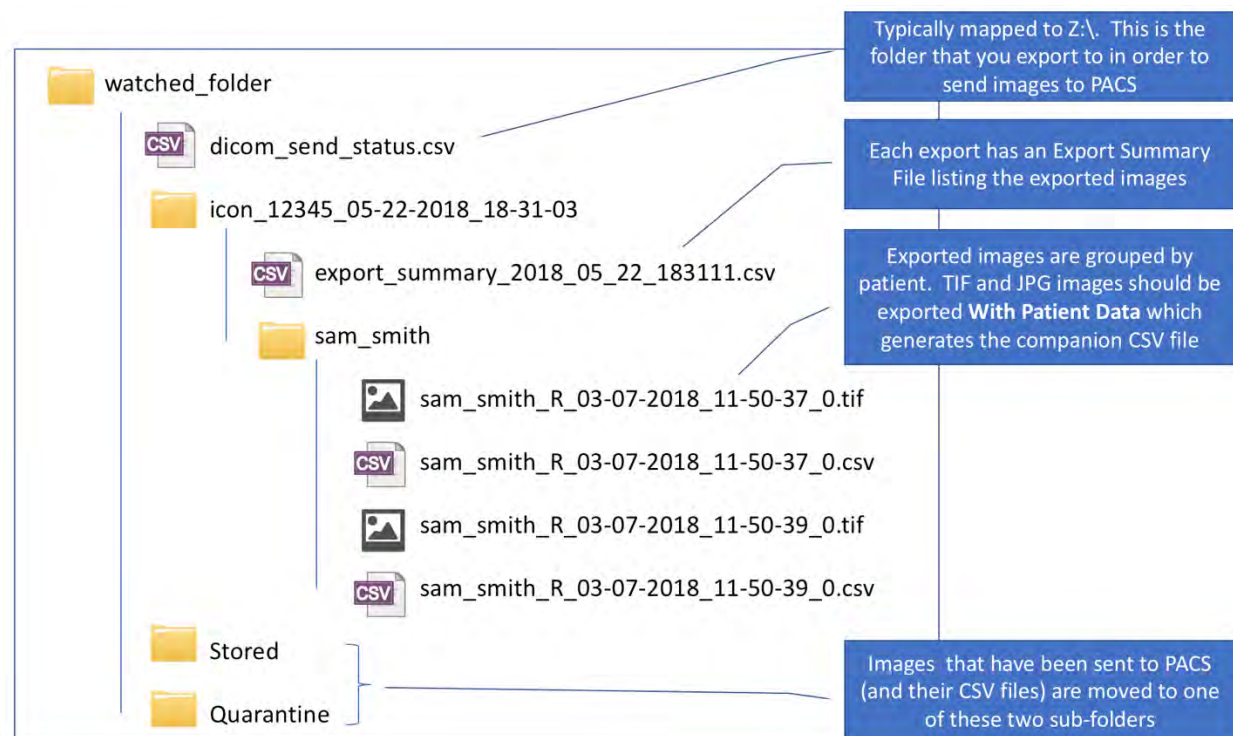 Typically mapped to Z:\. This is the
folder that you export to in order to
send images to PACS
watched_folder
CSV
dicom_send_status.csv
Each export has an Export Summary
File listing the exported images
icon_12345_05-22-2018_18-31-03
CSV
export_summary_2018_05_22_183111.csv
Exported images are grouped by
patient. TIF and JPG images should be
exported With Patient Data which
generates the companion CSV file
sam_smith
sam_smith_R_03-07-2018_11-50-37_0.tif
CSV
sam_smith_R_03-07-2018_11-50-37_0.csv
sam_smith_R_03-07-2018_11-50-39_0.tif
CSV
sam_smith_R_03-07-2018_11-50-39_0.csv
Stored
Quarantine
Images that have been sent to PACS
(and their CSV files) are moved to one
of these two sub-folders